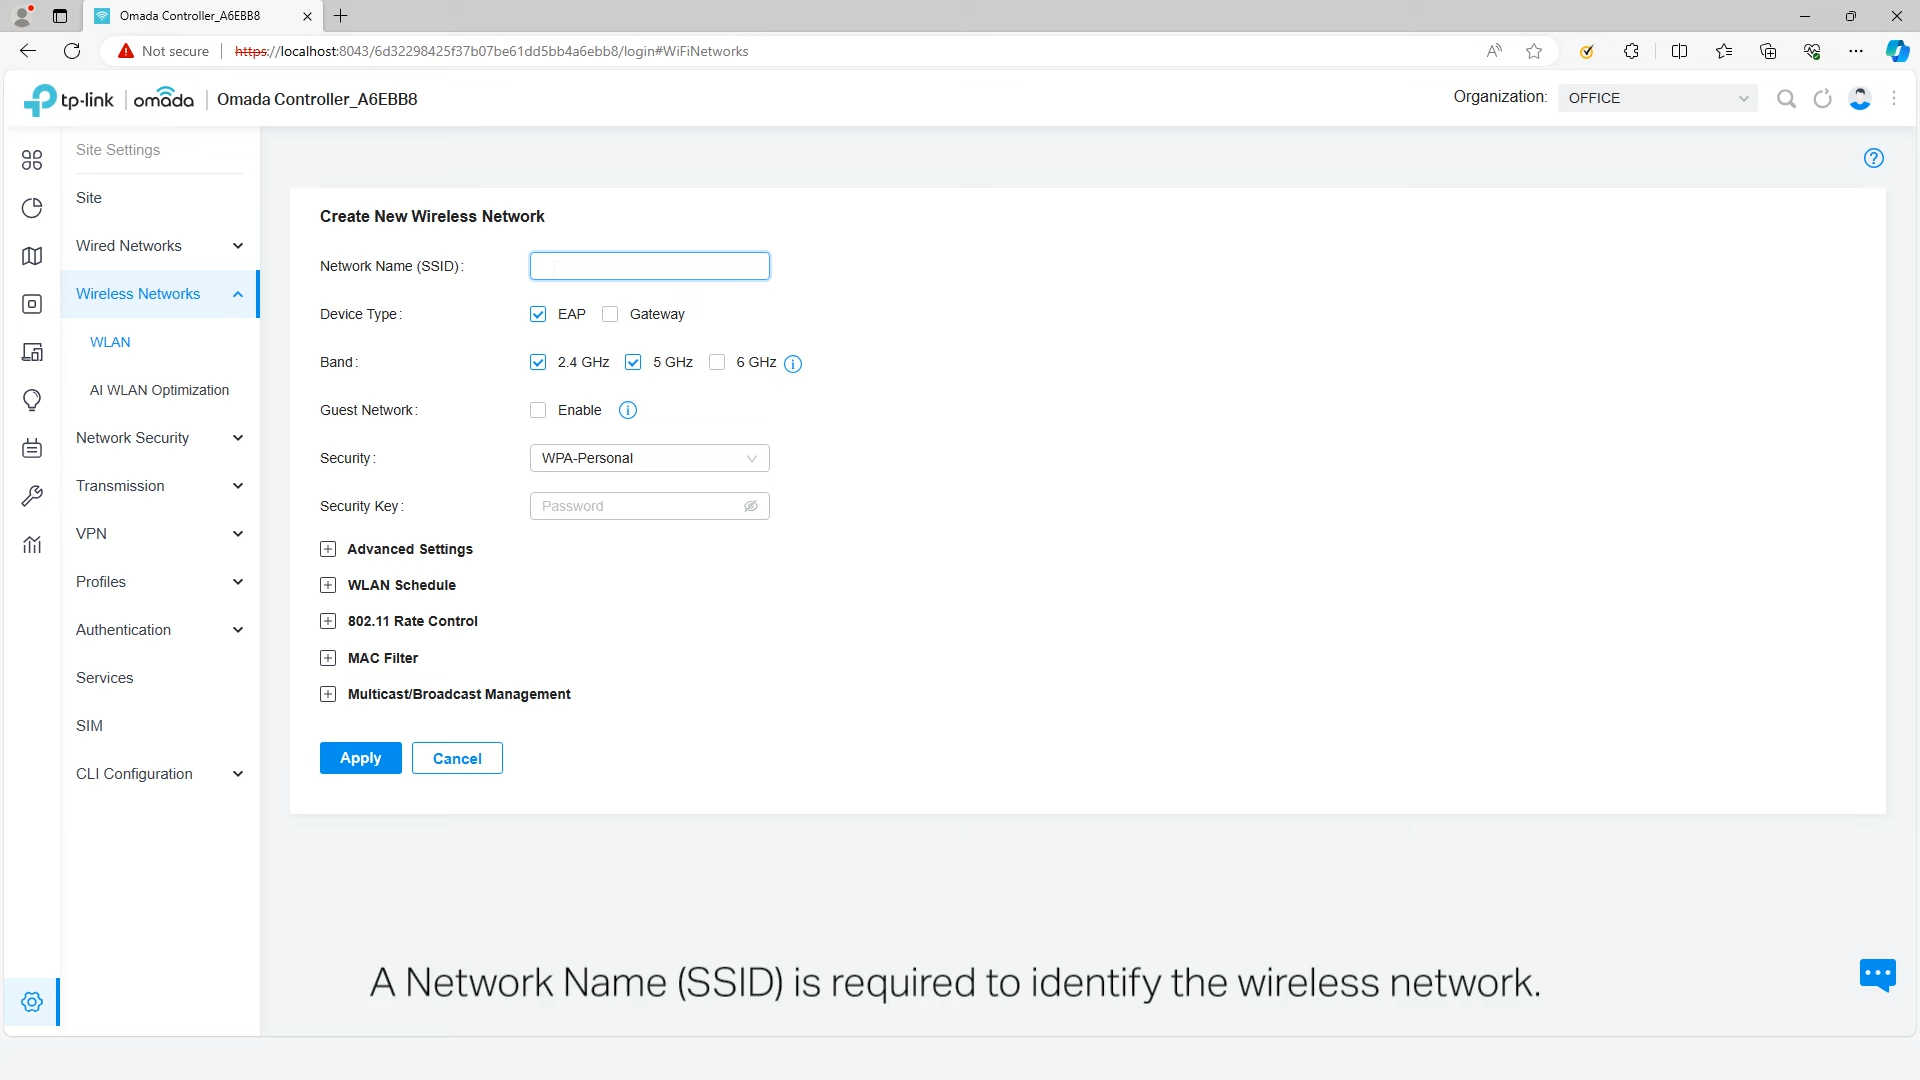 Omada Controller_A6EBB8
Not secure
https://localhost:8043/6d32298425f37b07be61dd5bb4a6ebb8/login#WiFiNetworks
tp-link omada Omada Controller_A6EBB8
Organization: OFFICE
Site Settings
Site
Wired Networks
Wireless Networks
WLAN
AI WLAN Optimization
Network Security
Transmission
VPN
Profiles
Authentication
Services
SIM
CLI Configuration
Create New Wireless Network
Network Name (SSID):
Device Type: EAP Gateway
Band: 2.4 GHz 5 GHz 6 GHz
Guest Network: Enable
Security: WPA-Personal
Security Key: Password
Advanced Settings
WLAN Schedule
802.11 Rate Control
MAC Filter
Multicast/Broadcast Management
Apply Cancel
A Network Name (SSID) is required to identify the wireless network.